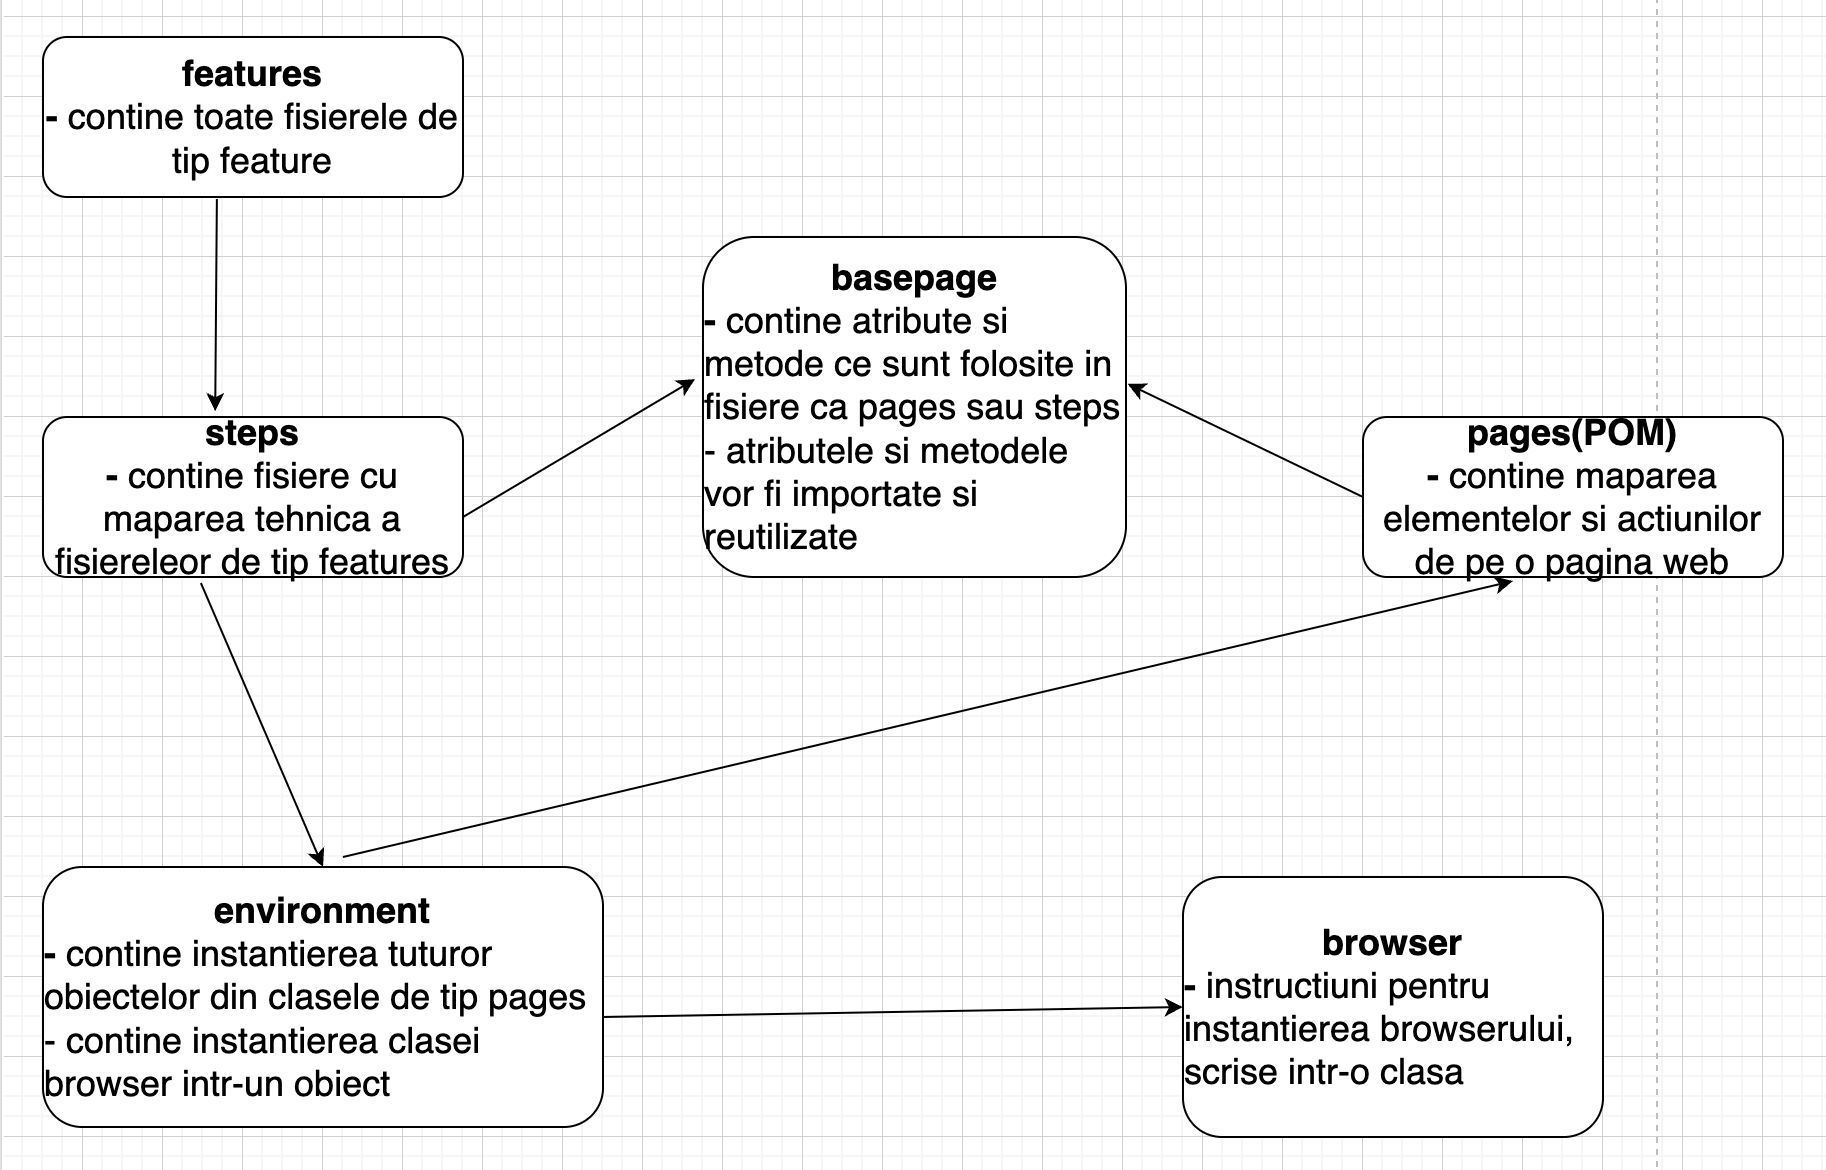 features
- contine toate fisierele de
tip feature
basepage
- contine atribute si
metode ce sunt folosite in
fisiere ca pages sau steps
- atributele si metodele
vor fi importate si
reutilizate
steps
- contine fisiere cu
maparea tehnica a
fisiereleor de tip features
pages(POM)
- contine maparea
elementelor si actiunilor
de pe o pagina web
environment
- contine instantierea tuturor
obiectelor din clasele de tip pages
- contine instantierea clasei
browser intr-un obiect
browser
- instructiuni pentru
instantierea browserului,
scrise intr-o clasa